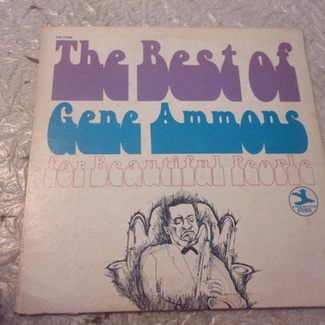 The Best of
Gene Ammons
for Beautiful People